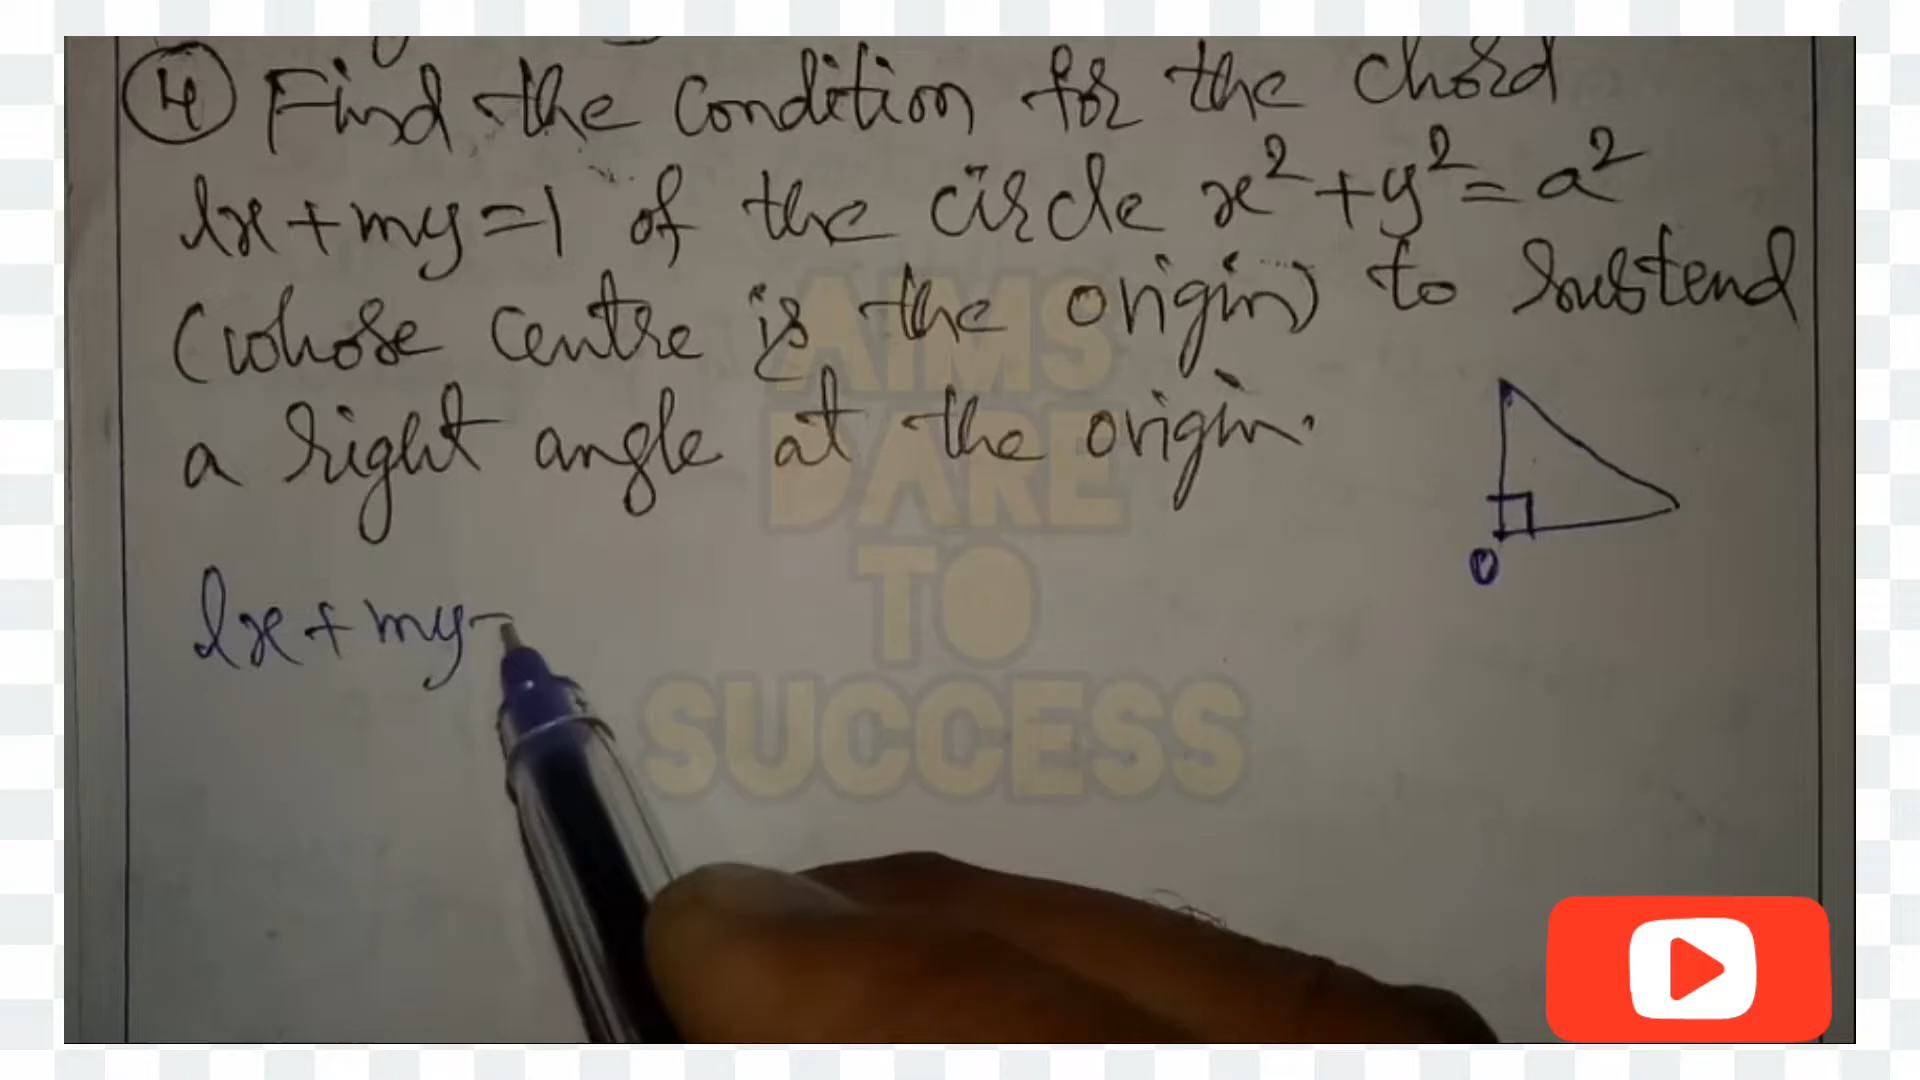 4 Find the condition for the chord
lx + my = 1 of the circle x² + y² = a²
(whose centre is the origin) to subtend
a right angle at the origin.
O
lx + my =
AIMS
DARE
TO
SUCCESS